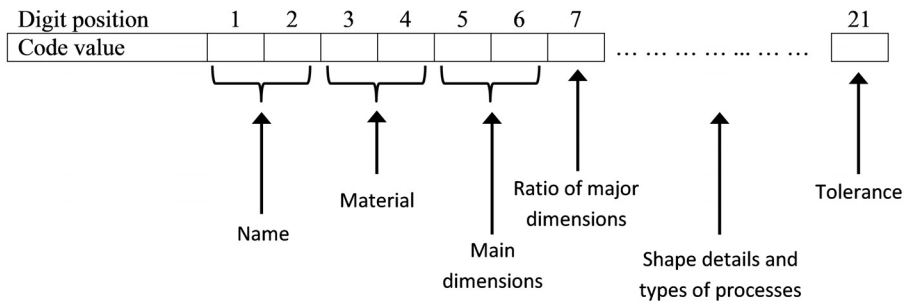 Digit position 1 2 3 4 5 6 7 21
Code value ... ... ... ... ... ... ...
Name
Material
Main
dimensions
Ratio of major
dimensions
Shape details and
types of processes
Tolerance